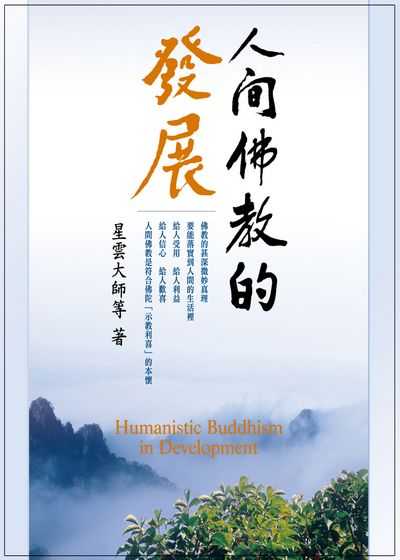 人间佛教的
發展
佛教的甚深微妙真理
要能落實到人間的生活裡
給人受用　給人利益
給人信心　給人歡喜
人間佛教是符合佛陀「示教利喜」的本懷
星雲大師等 著
Humanistic Buddhism
in Development